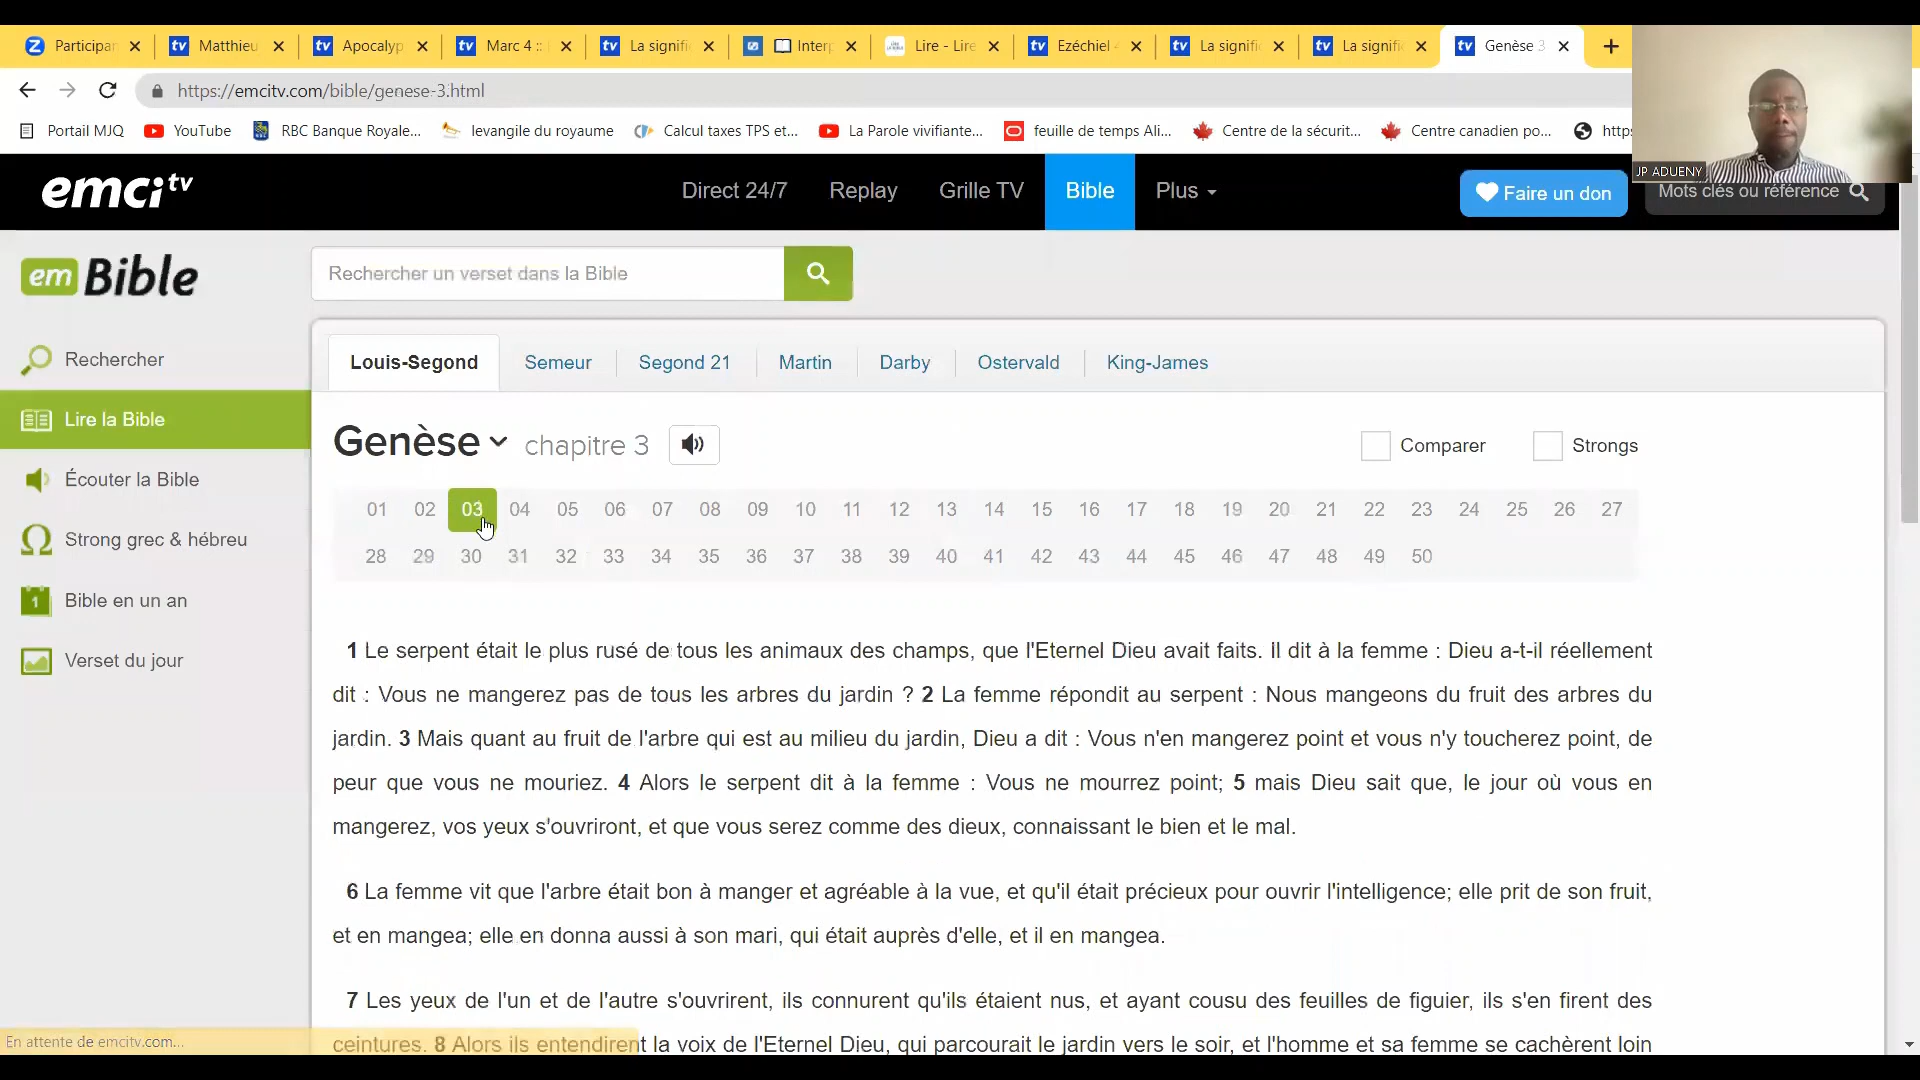 Participan
Matthieu
Apocalyp
Marc 4 ::
La signifi
Interp
Lire - Lire
Ezéchiel
La signifi
La signifi
Genèse 3
https://emcitv.com/bible/genese-3.html
Portail MJQ
YouTube
RBC Banque Royale...
levangile du royaume
Calcul taxes TPS et...
La Parole vivifiante...
feuille de temps Ali...
Centre de la sécurit...
Centre canadien po...
https
JP ADUENY
emci tv
Direct 24/7
Replay
Grille TV
Bible
Plus
Faire un don
Mots clés ou référence
em Bible
Rechercher un verset dans la Bible
Rechercher
Lire la Bible
Écouter la Bible
Strong grec & hébreu
1 Bible en un an
Verset du jour
Louis-Segond
Semeur
Segond 21
Martin
Darby
Ostervald
King-James
Genèse chapitre 3
Comparer
Strongs
01 02 03 04 05 06 07 08 09 10 11 12 13 14 15 16 17 18 19 20 21 22 23 24 25 26 27
28 29 30 31 32 33 34 35 36 37 38 39 40 41 42 43 44 45 46 47 48 49 50
1 Le serpent était le plus rusé de tous les animaux des champs, que l'Eternel Dieu avait faits. Il dit à la femme : Dieu a-t-il réellement
dit : Vous ne mangerez pas de tous les arbres du jardin ? 2 La femme répondit au serpent : Nous mangeons du fruit des arbres du
jardin. 3 Mais quant au fruit de l'arbre qui est au milieu du jardin, Dieu a dit : Vous n'en mangerez point et vous n'y toucherez point, de
peur que vous ne mouriez. 4 Alors le serpent dit à la femme : Vous ne mourrez point; 5 mais Dieu sait que, le jour où vous en
mangerez, vos yeux s'ouvriront, et que vous serez comme des dieux, connaissant le bien et le mal.
6 La femme vit que l'arbre était bon à manger et agréable à la vue, et qu'il était précieux pour ouvrir l'intelligence; elle prit de son fruit,
et en mangea; elle en donna aussi à son mari, qui était auprès d'elle, et il en mangea.
7 Les yeux de l'un et de l'autre s'ouvrirent, ils connurent qu'ils étaient nus, et ayant cousu des feuilles de figuier, ils s'en firent des
ceintures. 8 Alors ils entendirent la voix de l'Eternel Dieu, qui parcourait le jardin vers le soir, et l'homme et sa femme se cachèrent loin
En attente de emcitv.com...